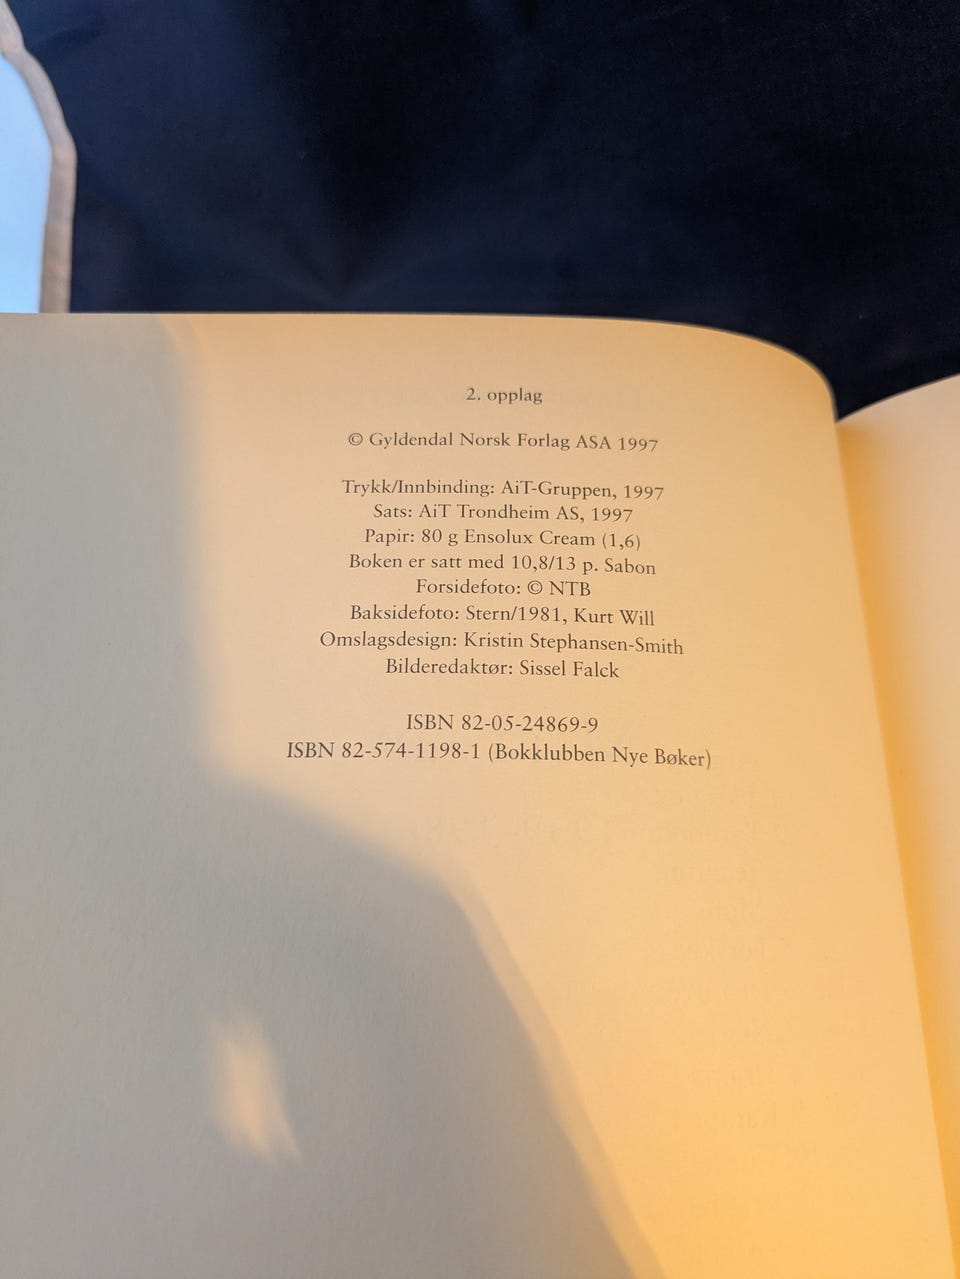 2. opplag
© Gyldendal Norsk Forlag ASA 1997
Trykk/Innbinding: AiT-Gruppen, 1997
Sats: AiT Trondheim AS, 1997
Papir: 80 g Ensolux Cream (1,6)
Boken er satt med 10,8/13 p. Sabon
Forsidefoto: © NTB
Baksidefoto: Stern/1981, Kurt Will
Omslagsdesign: Kristin Stephansen-Smith
Bilderedaktør: Sissel Falck
ISBN 82-05-24869-9
ISBN 82-574-1198-1 (Bokklubben Nye Bøker)